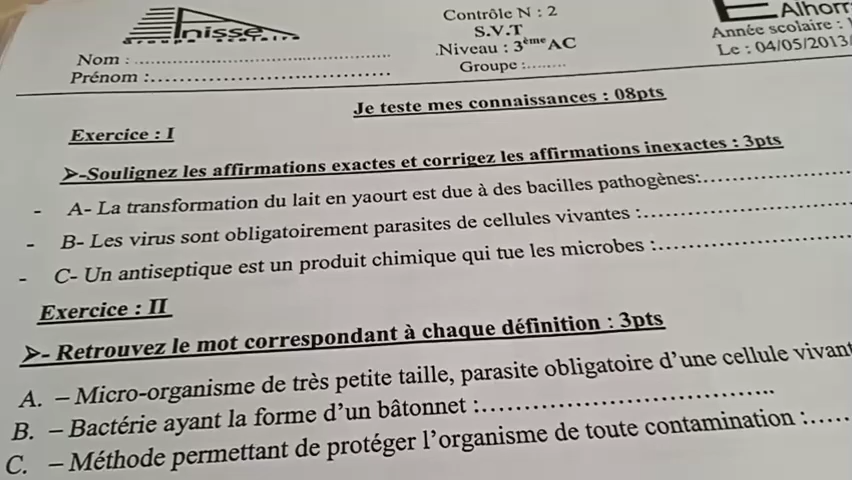 Anisse
Groupe scolaire
Nom : ....................................................
Prénom :....................................
Contrôle N : 2
S.V.T
.Niveau : 3ème AC
Groupe :........
Alhorr
Année scolaire : 1
Le : 04/05/2013/
Je teste mes connaissances : 08pts
Exercice : I
➢-Soulignez les affirmations exactes et corrigez les affirmations inexactes : 3pts
- A- La transformation du lait en yaourt est due à des bacilles pathogènes:........................
- B- Les virus sont obligatoirement parasites de cellules vivantes :..................................
- C- Un antiseptique est un produit chimique qui tue les microbes :................................
Exercice : II
➢- Retrouvez le mot correspondant à chaque définition : 3pts
A. – Micro-organisme de très petite taille, parasite obligatoire d’une cellule vivant
B. – Bactérie ayant la forme d’un bâtonnet :....................................
C. – Méthode permettant de protéger l’organisme de toute contamination :.....